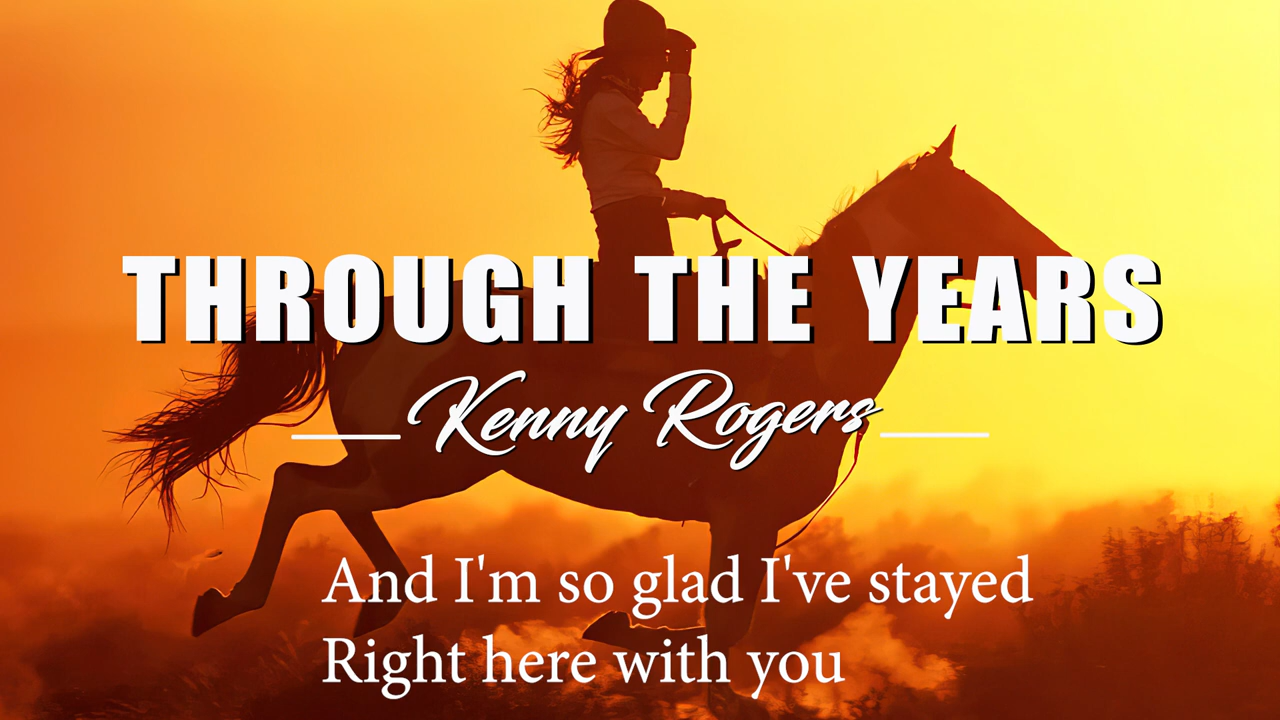 THROUGH THE YEARS
Kenny Rogers
And I'm so glad I've stayed
Right here with you